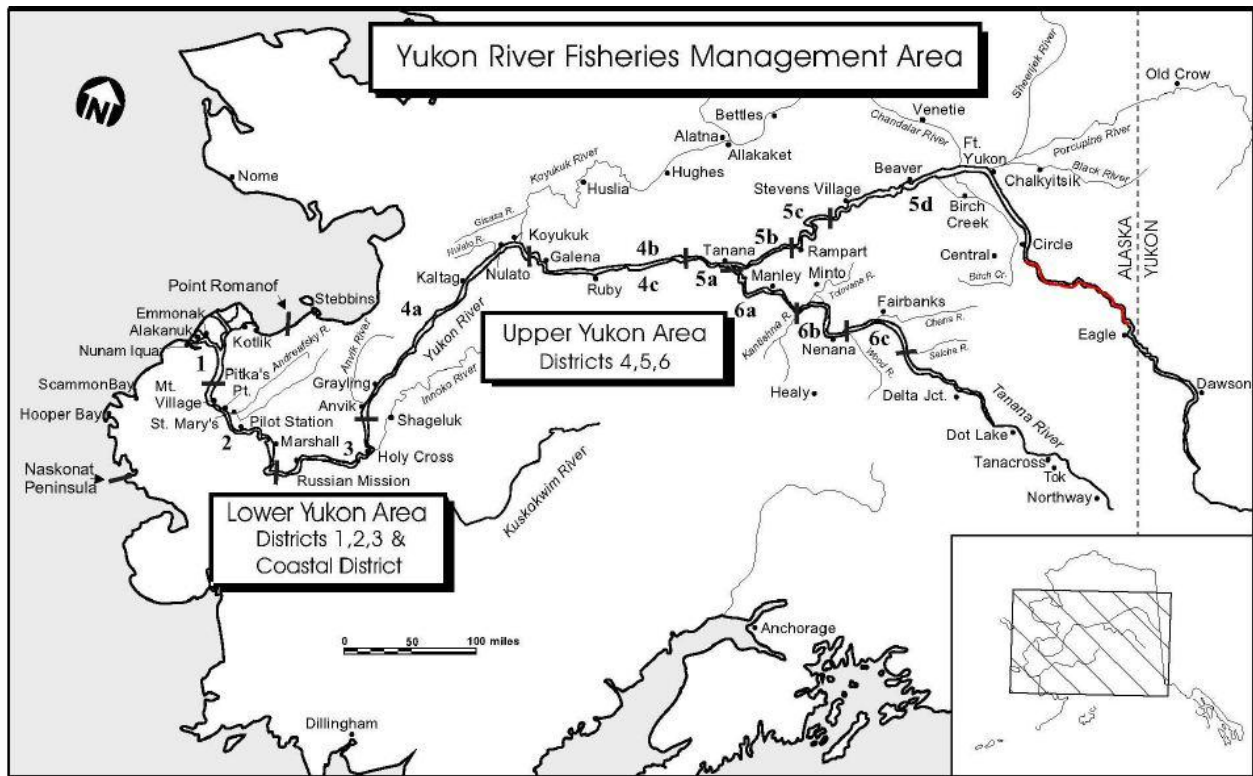 Yukon River Fisheries Management Area
N
Old Crow
Sheenjek River
Venetie
Bettles
Chandalar River
Porcupine River
Alatna
Allakaket
Ft.
Yukon
Black River
Koyukuk River
Hughes
Beaver
Chalkyitsik
Nome
Huslia
Stevens Village
5d
Birch
Creek
5c
Gisasa R.
Koyukuk
4b
5b
ALASKA
YUKON
Nulato R.
Galena
Tanana
Rampart
Central
Circle
Nulato
Manley
Minto
Kaltag
5a
Birch Cr.
Point Romanof
Stebbins
4a
Ruby
4c
Tolovana R.
Fairbanks
Emmonak
6a
Alakanuk
Kotlik
Yukon River
Kantishna R.
Chena R.
Eagle
Nunam Iqua
Andreafsky R.
Anvik River
Upper Yukon Area
Districts 4,5,6
6b
6c
1
Nenana
Salcha R.
Pitka's
Pt.
Wood R.
ScammonBay
Mt.
Village
Grayling
Innoko River
Dawson
Hooper Bay
Anvik
Healy
Delta Jct.
St. Mary's
Shageluk
Pilot Station
Tanana River
2
Marshall
3
Dot Lake
Holy Cross
Naskonat
Peninsula
Tanacross
Russian Mission
Tok
Kuskokwim River
Northway
Lower Yukon Area
Districts 1,2,3 &
Coastal District
0 50 100 miles
Anchorage
Dillingham